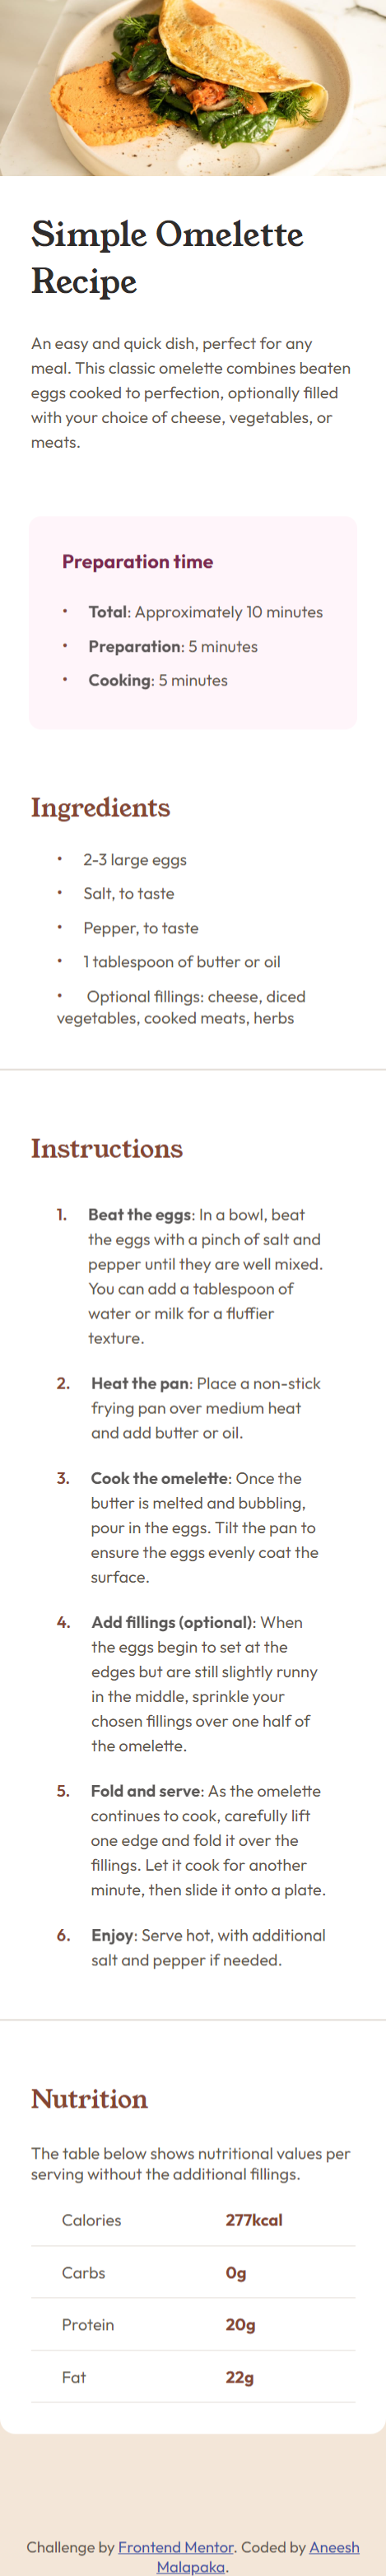 Simple Omelette
Recipe
An easy and quick dish, perfect for any
meal. This classic omelette combines beaten
eggs cooked to perfection, optionally filled
with your choice of cheese, vegetables, or
meats.
Preparation time
• Total: Approximately 10 minutes
• Preparation: 5 minutes
• Cooking: 5 minutes
Ingredients
• 2-3 large eggs
• Salt, to taste
• Pepper, to taste
• 1 tablespoon of butter or oil
• Optional fillings: cheese, diced
vegetables, cooked meats, herbs
Instructions
1. Beat the eggs: In a bowl, beat
the eggs with a pinch of salt and
pepper until they are well mixed.
You can add a tablespoon of
water or milk for a fluffier
texture.
2. Heat the pan: Place a non-stick
frying pan over medium heat
and add butter or oil.
3. Cook the omelette: Once the
butter is melted and bubbling,
pour in the eggs. Tilt the pan to
ensure the eggs evenly coat the
surface.
4. Add fillings (optional): When
the eggs begin to set at the
edges but are still slightly runny
in the middle, sprinkle your
chosen fillings over one half of
the omelette.
5. Fold and serve: As the omelette
continues to cook, carefully lift
one edge and fold it over the
fillings. Let it cook for another
minute, then slide it onto a plate.
6. Enjoy: Serve hot, with additional
salt and pepper if needed.
Nutrition
The table below shows nutritional values per
serving without the additional fillings.
Calories 277kcal
Carbs 0g
Protein 20g
Fat 22g
Challenge by Frontend Mentor. Coded by Aneesh
Malapaka.